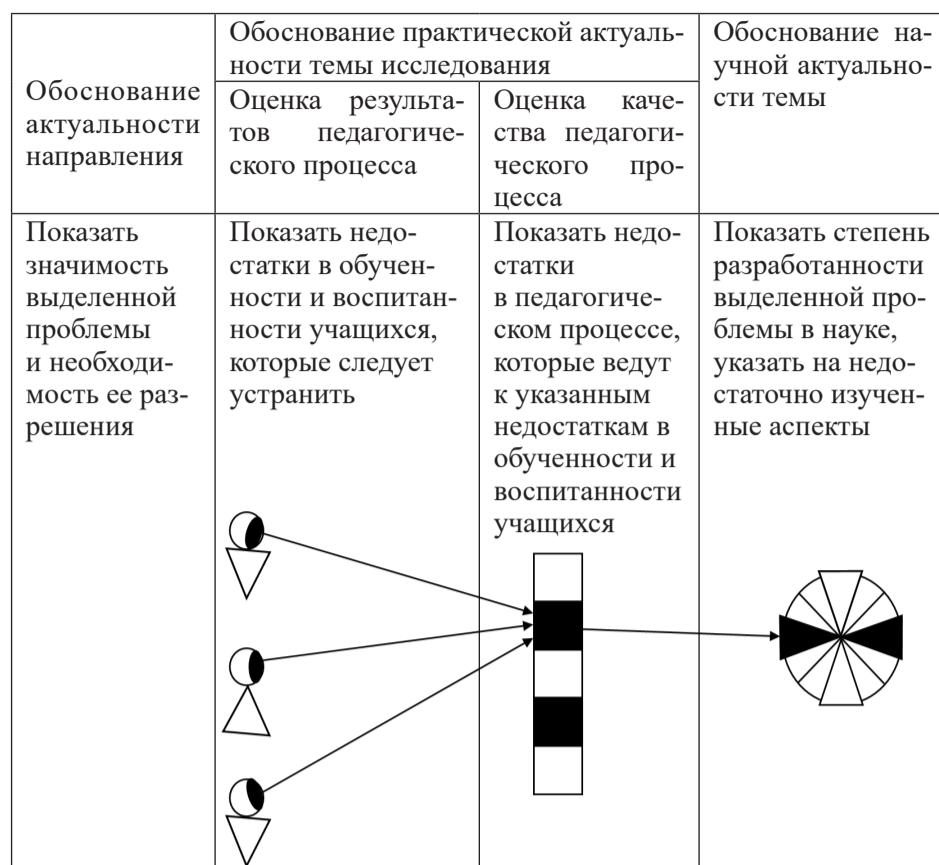 Обоснование
актуальности
направления
Обоснование практической актуаль-
ности темы исследования
Оценка результа-
тов педагогиче-
ского процесса
Оценка каче-
ства педагоги-
ческого про-
цесса
Обоснование на-
учной актуально-
сти темы
Показать
значимость
выделенной
проблемы
и необходи-
мость ее раз-
решения
Показать недо-
статки в обучен-
ности и воспитан-
ности учащихся,
которые следует
устранить
Показать недо-
статки
в педагогиче-
ском процессе,
которые ведут
к указанным
недостаткам в
обученности и
воспитанности
учащихся
Показать степень
разработанности
выделенной про-
блемы в науке,
указать на недо-
статочно изучен-
ные аспекты